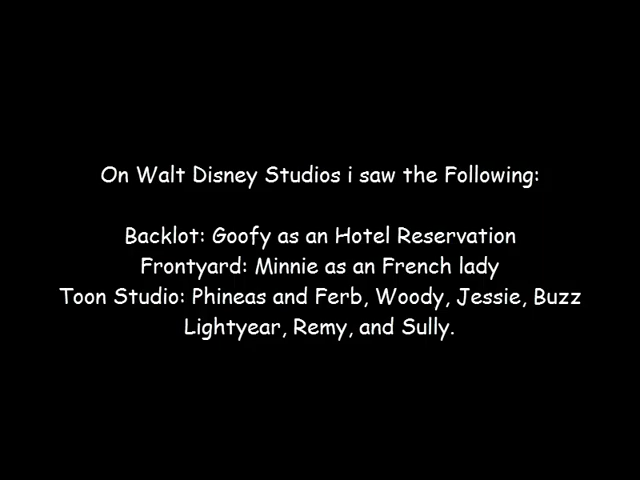 On Walt Disney Studios i saw the Following:
Backlot: Goofy as an Hotel Reservation
Frontyard: Minnie as an French lady
Toon Studio: Phineas and Ferb, Woody, Jessie, Buzz
Lightyear, Remy, and Sully.